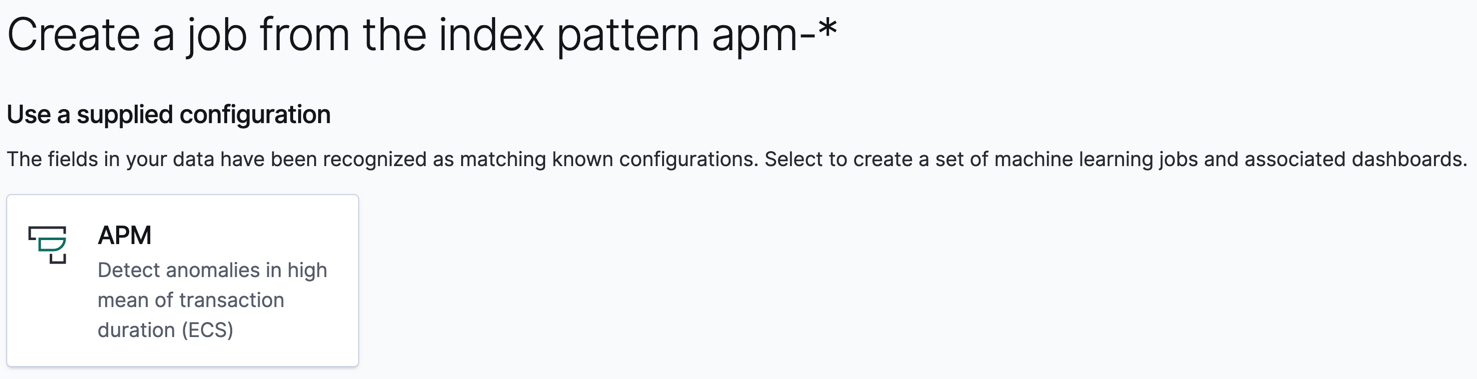 Create a job from the index pattern apm-*
Use a supplied configuration
The fields in your data have been recognized as matching known configurations. Select to create a set of machine learning jobs and associated dashboards.
APM
Detect anomalies in high
mean of transaction
duration (ECS)